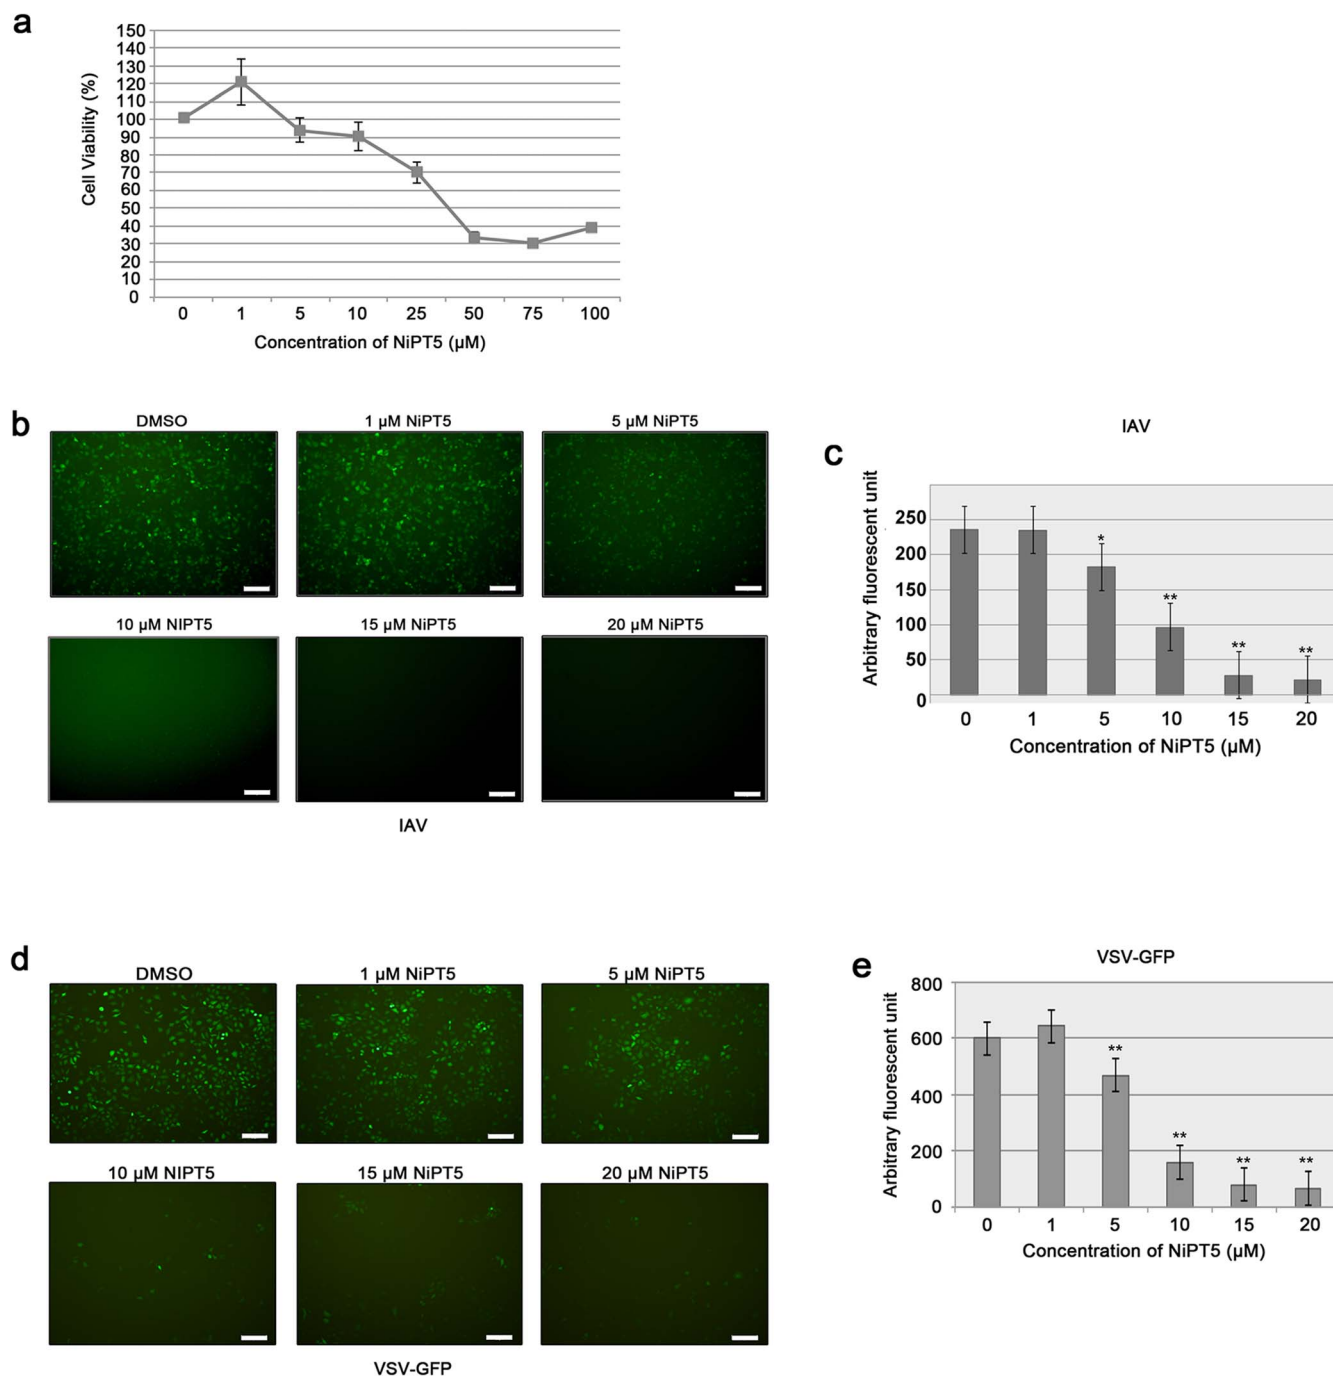 a
150
140
130
120
110
100
90
80
70
60
50
40
30
20
10
0
Cell Viability (%)
0 1 5 10 25 50 75 100
Concentration of NiPT5 (µM)
b
DMSO 1 µM NiPT5 5 µM NiPT5
10 µM NIPT5 15 µM NiPT5 20 µM NiPT5
IAV
c
IAV
Arbitrary fluorescent unit
250
200
150
100
50
0
* ** ** **
0 1 5 10 15 20
Concentration of NiPT5 (µM)
d
DMSO 1 µM NiPT5 5 µM NiPT5
10 µM NIPT5 15 µM NiPT5 20 µM NiPT5
VSV-GFP
e
VSV-GFP
Arbitrary fluorescent unit
800
600
400
200
0
** ** ** **
0 1 5 10 15 20
Concentration of NiPT5 (µM)